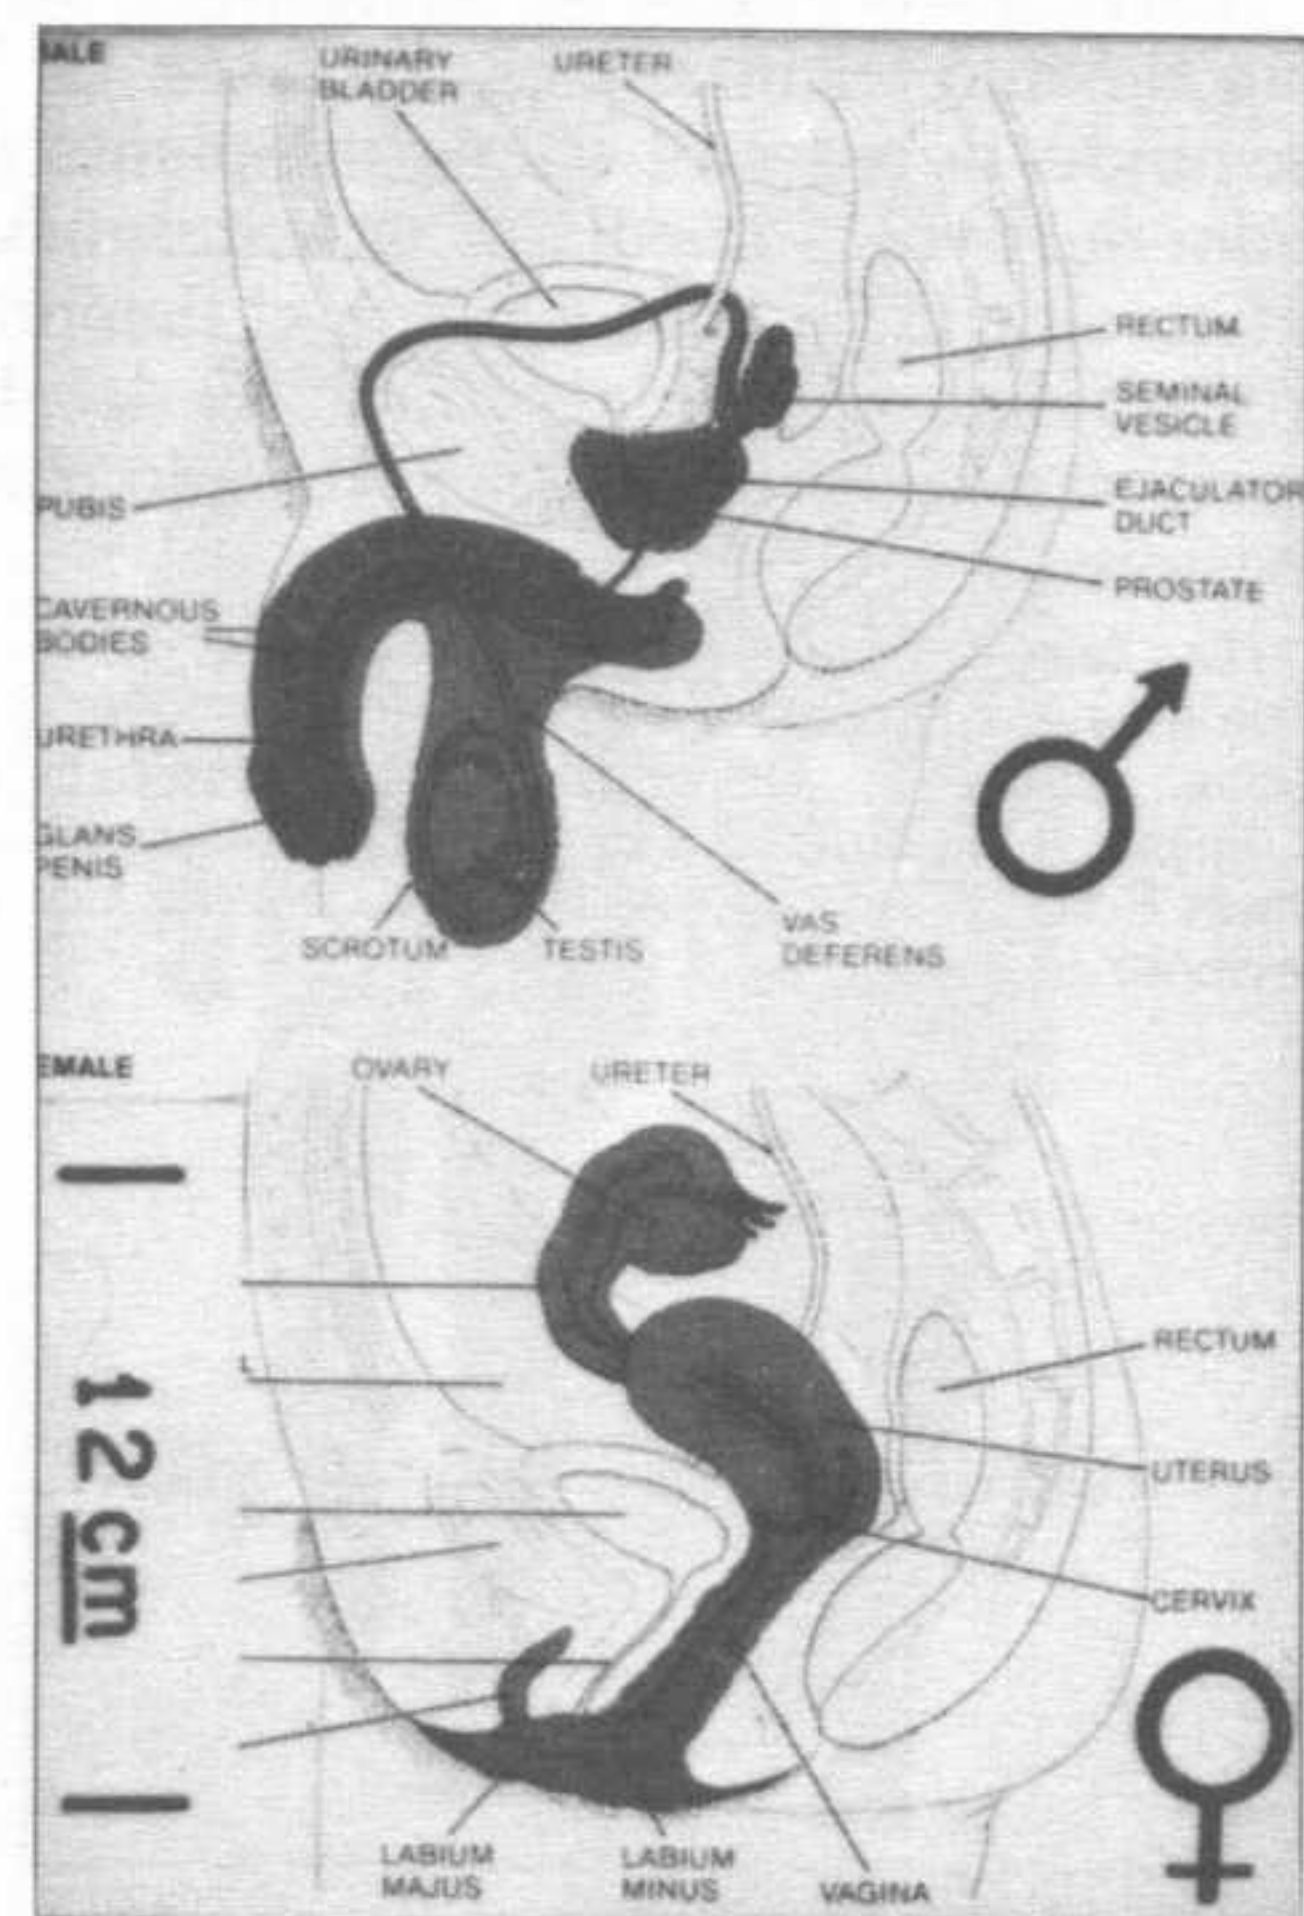 MALE
URINARY
BLADDER
URETER
RECTUM
SEMINAL
VESICLE
PUBIS
EJACULATOR
DUCT
PROSTATE
CAVERNOUS
BODIES
URETHRA
GLANS
PENIS
SCROTUM
TESTIS
VAS
DEFERENS
EMALE
OVARY
URETER
RECTUM
L
12 cm
UTERUS
CERVIX
LABIUM
MAJUS
LABIUM
MINUS
VAGINA